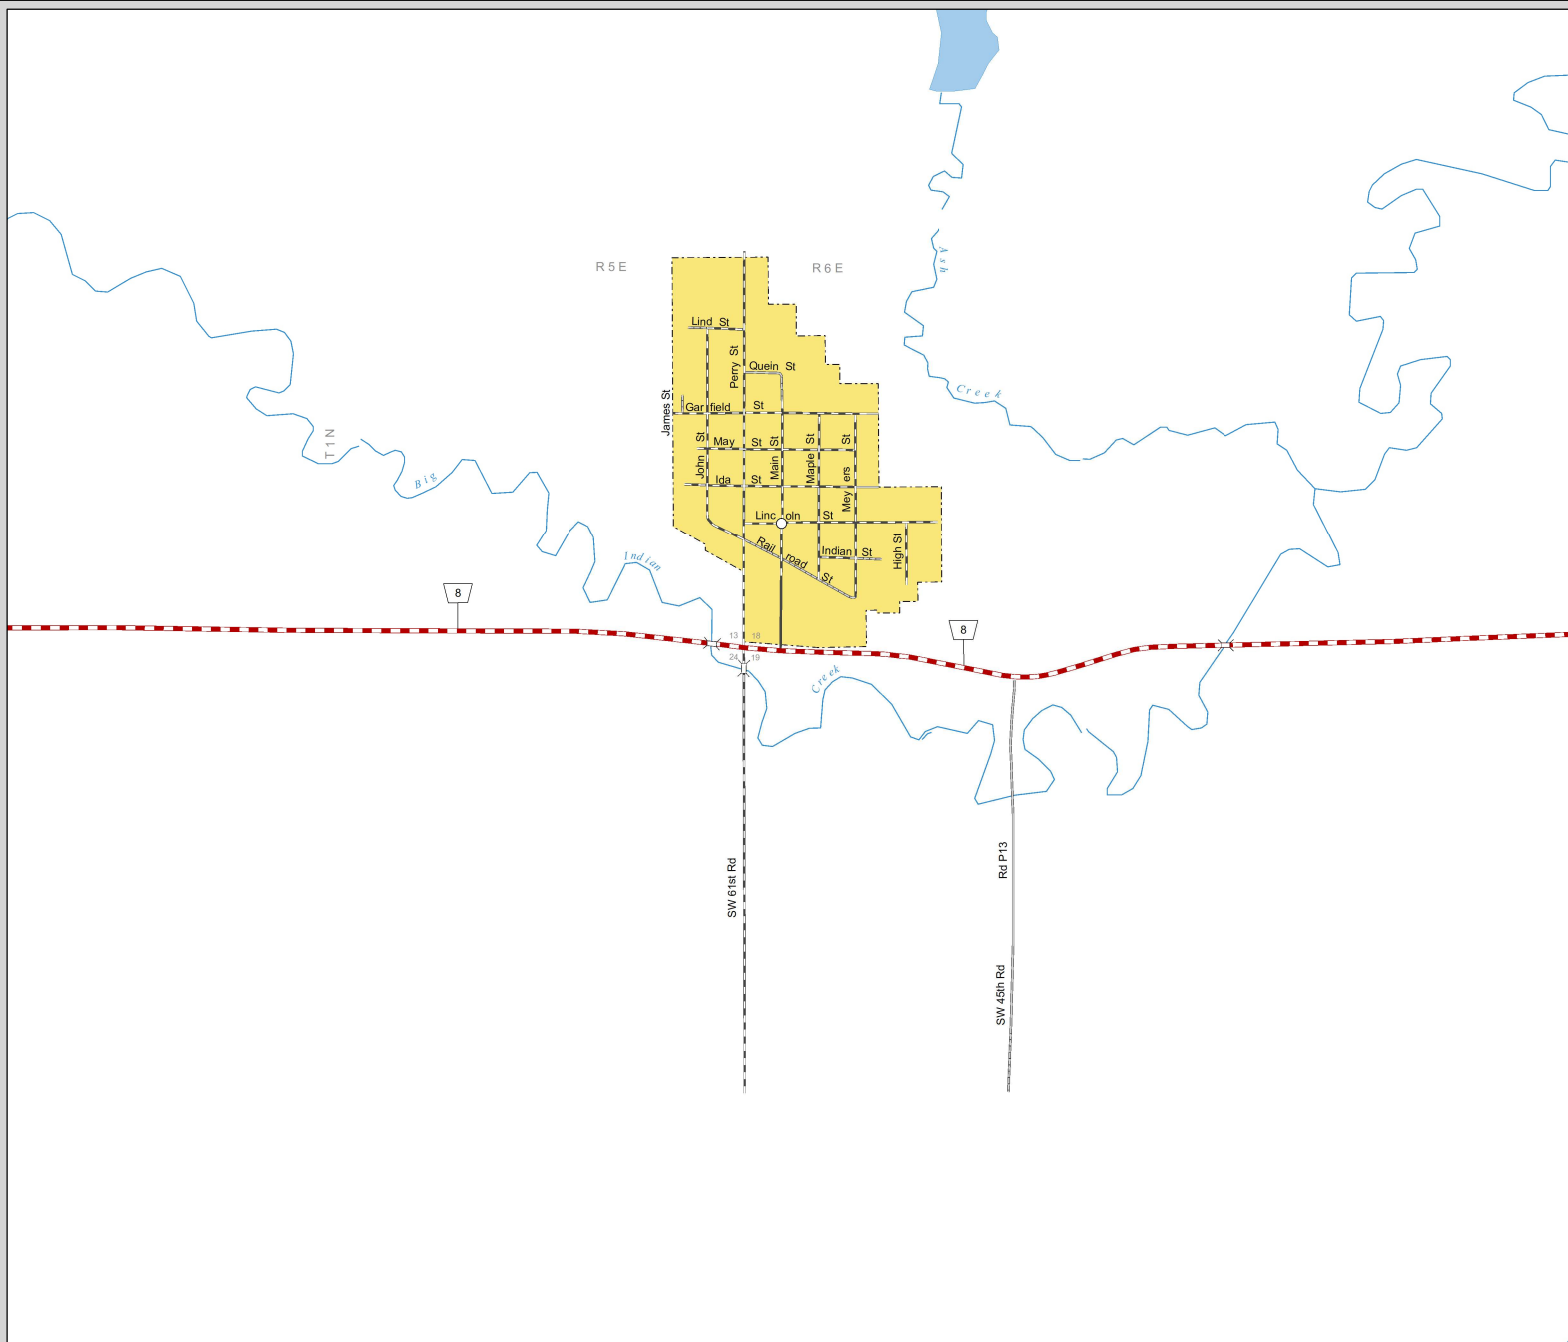 Ash
R5E
R6E
Lind St
Perry St
Quein St
Creek
James St
Garfield St
T1N
John St
May St
Main St
Maple St
Meyers St
Ida St
Big
Lincoln St
Indian
Railroad St
Indian St
High St
8
8
13 18
24 19
Creek
SW 61st Rd
Rd P13
SW 45th Rd